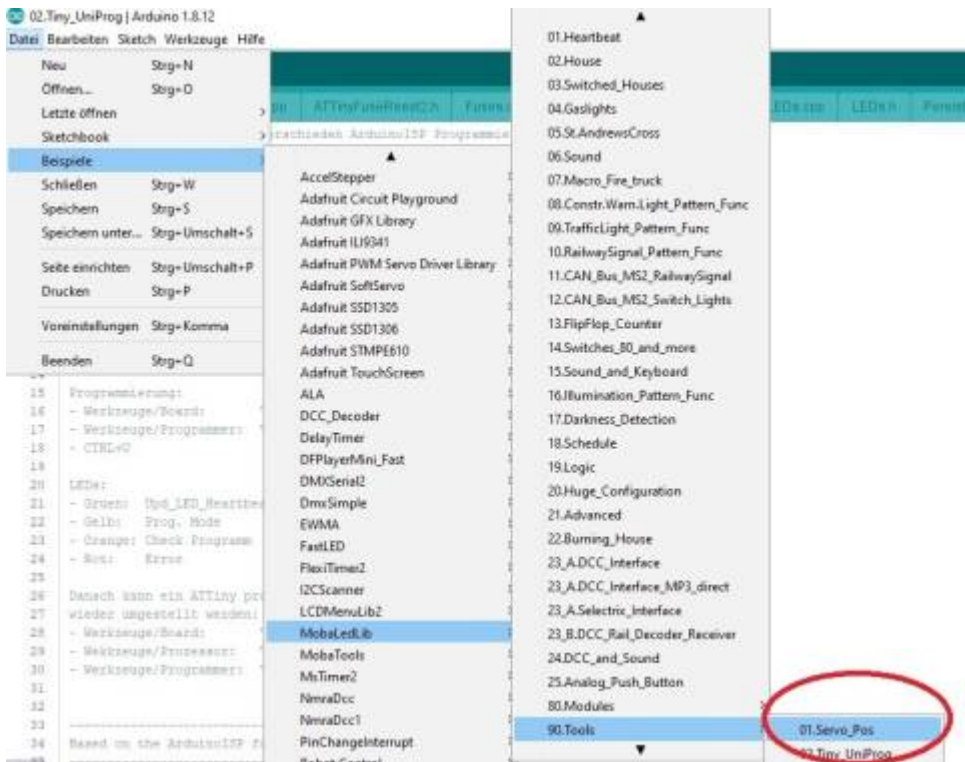 02.Tiny_UniProg | Arduino 1.8.12
Datei Bearbeiten Sketch Werkzeuge Hilfe
Neu Strg+N
Öffnen... Strg+O
Letzte öffnen
Sketchbook
Beispiele
Schließen Strg+W
Speichern Strg+S
Speichern unter... Strg+Umschalt+S
Seite einrichten Strg+Umschalt+P
Drucken Strg+P
Voreinstellungen Strg+Komma
Beenden Strg+Q
AccelStepper
Adafruit Circuit Playground
Adafruit GFX Library
Adafruit ILI9341
Adafruit PWM Servo Driver Library
Adafruit SoftServo
Adafruit SSD1305
Adafruit SSD1306
Adafruit STMPE610
Adafruit TouchScreen
ALA
DCC_Decoder
DelayTimer
DFPlayerMini_Fast
DMXSerial2
DmxSimple
EWMA
FastLED
FlexiTimer2
I2CScanner
LCDMenuLib2
MobaLedLib
MobaTools
MsTimer2
NmraDcc
NmraDcc1
PinChangeInterrupt
Robot Control
01.Heartbeat
02.House
03.Switched_Houses
04.Gaslights
05.St.AndrewsCross
06.Sound
07.Macro_Fire_truck
08.Constr.Warn.Light_Pattern_Func
09.TrafficLight_Pattern_Func
10.RailwaySignal_Pattern_Func
11.CAN_Bus_MS2_RailwaySignal
12.CAN_Bus_MS2_Switch_Lights
13.FlipFlop_Counter
14.Switches_80_and_more
15.Sound_and_Keyboard
16.Illumination_Pattern_Func
17.Darkness_Detection
18.Schedule
19.Logic
20.Huge_Configuration
21.Advanced
22.Burning_House
23_A.DCC_Interface
23_A.DCC_Interface_MP3_direct
23_A.Selectrix_Interface
23_B.DCC_Rail_Decoder_Receiver
24.DCC_and_Sound
25.Analog_Push_Button
80.Modules
90.Tools
01.Servo_Pos
02.Tiny_UniProg
LEDs.cpp LEDs.h
15 Programmierung:
16 - Werkzeuge/Board:
17 - Werkzeuge/Programmer:
18 - CTRL+U
19
20 LEDs:
21 - Gruen: Upd_LED_Heartbea
22 - Gelb: Prog. Mode
23 - Orange: Check Programm
24 - Rot: Error
25
26 Danach kann ein ATTiny pro
27 wieder umgestellt werden:
28 - Werkzeuge/Board:
29 - Werkzeuge/Prozessor:
30 - Werkzeuge/Programmer:
31
32
33
34 Based on the ArduinoISP